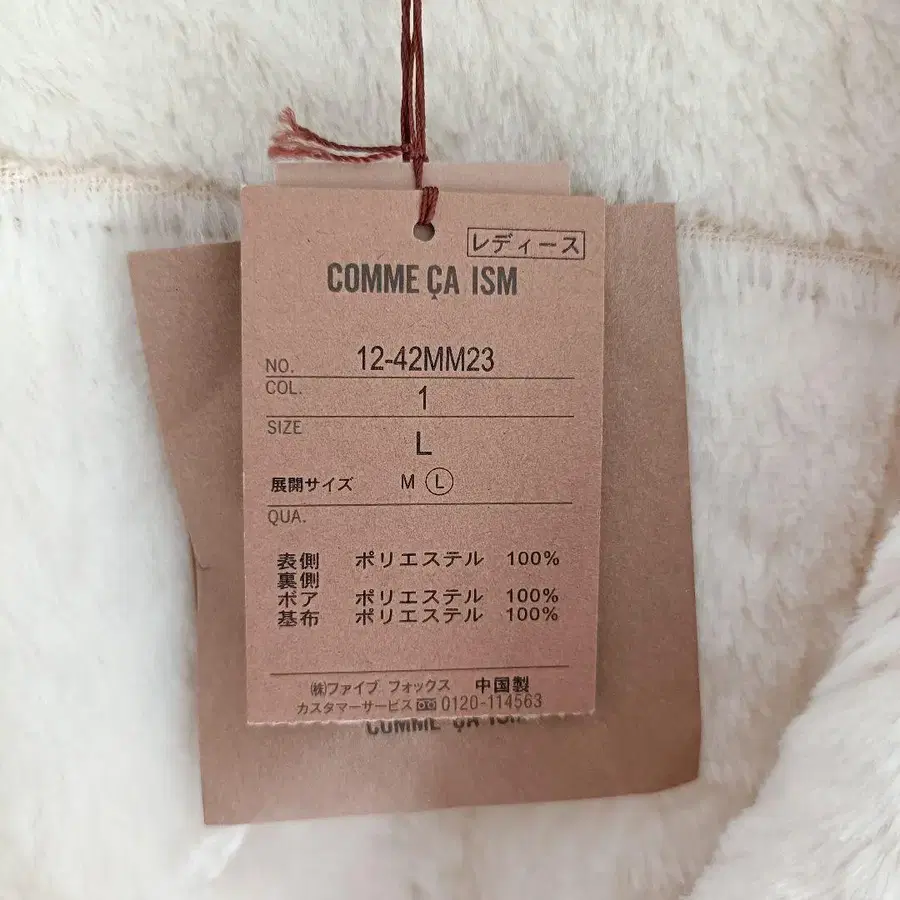 レディース
COMME ÇA ISM
NO. 12-42MM23
COL. 1
SIZE L
展開サイズ M Ⓛ
QUA.
表側 ポリエステル 100%
裏側
ボア ポリエステル 100%
基布 ポリエステル 100%
㈱ファイブ フォックス 中国製
カスタマーサービス 0120-114563
COMME ÇA ISM